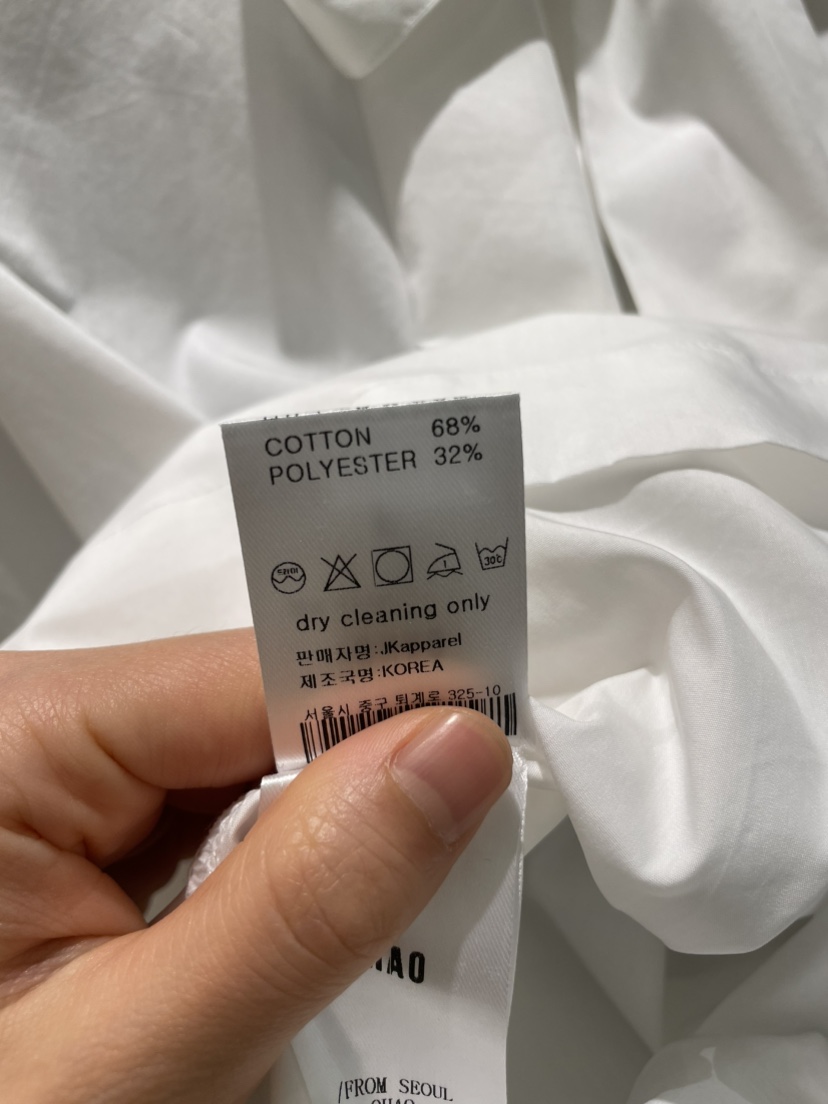 COTTON 68%
POLYESTER 32%
드라이
30℃
dry cleaning only
판매자명:JKapparel
제조국명:KOREA
서울시 중구 퇴계로 325-10
/FROM SEOUL